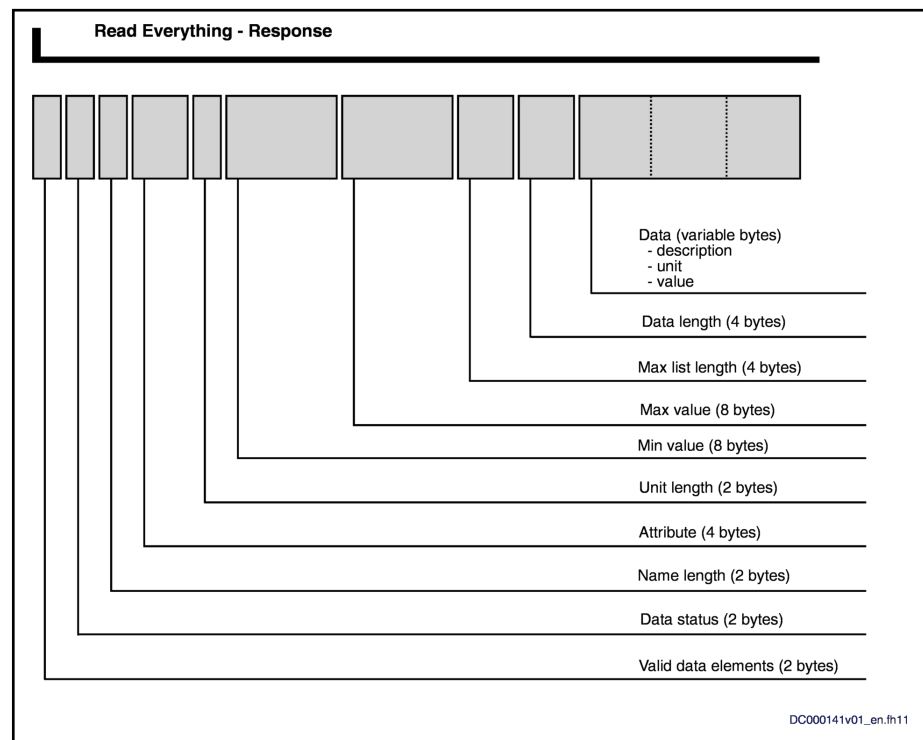 Read Everything - Response
Data (variable bytes)
- description
- unit
- value
Data length (4 bytes)
Max list length (4 bytes)
Max value (8 bytes)
Min value (8 bytes)
Unit length (2 bytes)
Attribute (4 bytes)
Name length (2 bytes)
Data status (2 bytes)
Valid data elements (2 bytes)
DC000141v01_en.fh11